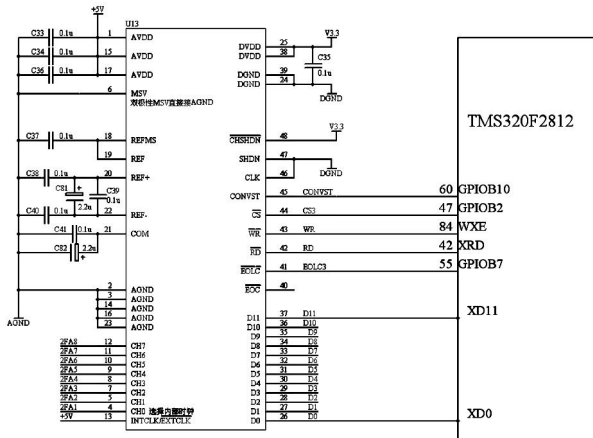 +5V
U13
C33 0.1u 1 AVDD
C34 0.1u 15 AVDD
C36 0.1u 17 AVDD
6 MSV
双极性MSV直接接AGND
25 DVDD V3.3
38 DVDD
C35
0.1u
39 DGND
24 DGND
DGND
TMS320F2812
C37 0.1u 18 REFMS
19 REF
CHSHDN 48 V3.3
SHDN 47
CLK 46 DGND
C38 0.1u 20 REF+
C81 2.2u
C39 0.1u
C40 0.1u 22 REF-
C41 0.1u 21 COM
C82 2.2u
CONVST 45 CONVST 60 GPIOB10
CS 44 CS3 47 GPIOB2
WR 43 WR 84 WXE
RD 42 RD 42 XRD
EOLC 41 EOLC3 55 GPIOB7
EOC 40
2 AGND
3 AGND
14 AGND
16 AGND
23 AGND
AGND
D11 37 D11 XD11
D10 36 D10
D9 35 D9
D8 34 D8
D7 33 D7
D6 32 D6
D5 31 D5
D4 30 D4
D3 29 D3
D2 28 D2
D1 27 D1
D0 26 D0 XD0
2FA8 12 CH7
2FA7 11 CH6
2FA6 10 CH5
2FA5 9 CH4
2FA4 8 CH3
2FA3 7 CH2
2FA2 5 CH1
2FA1 4 CH0 选择内部时钟
+5V 13 INTCLK/EXTCLK